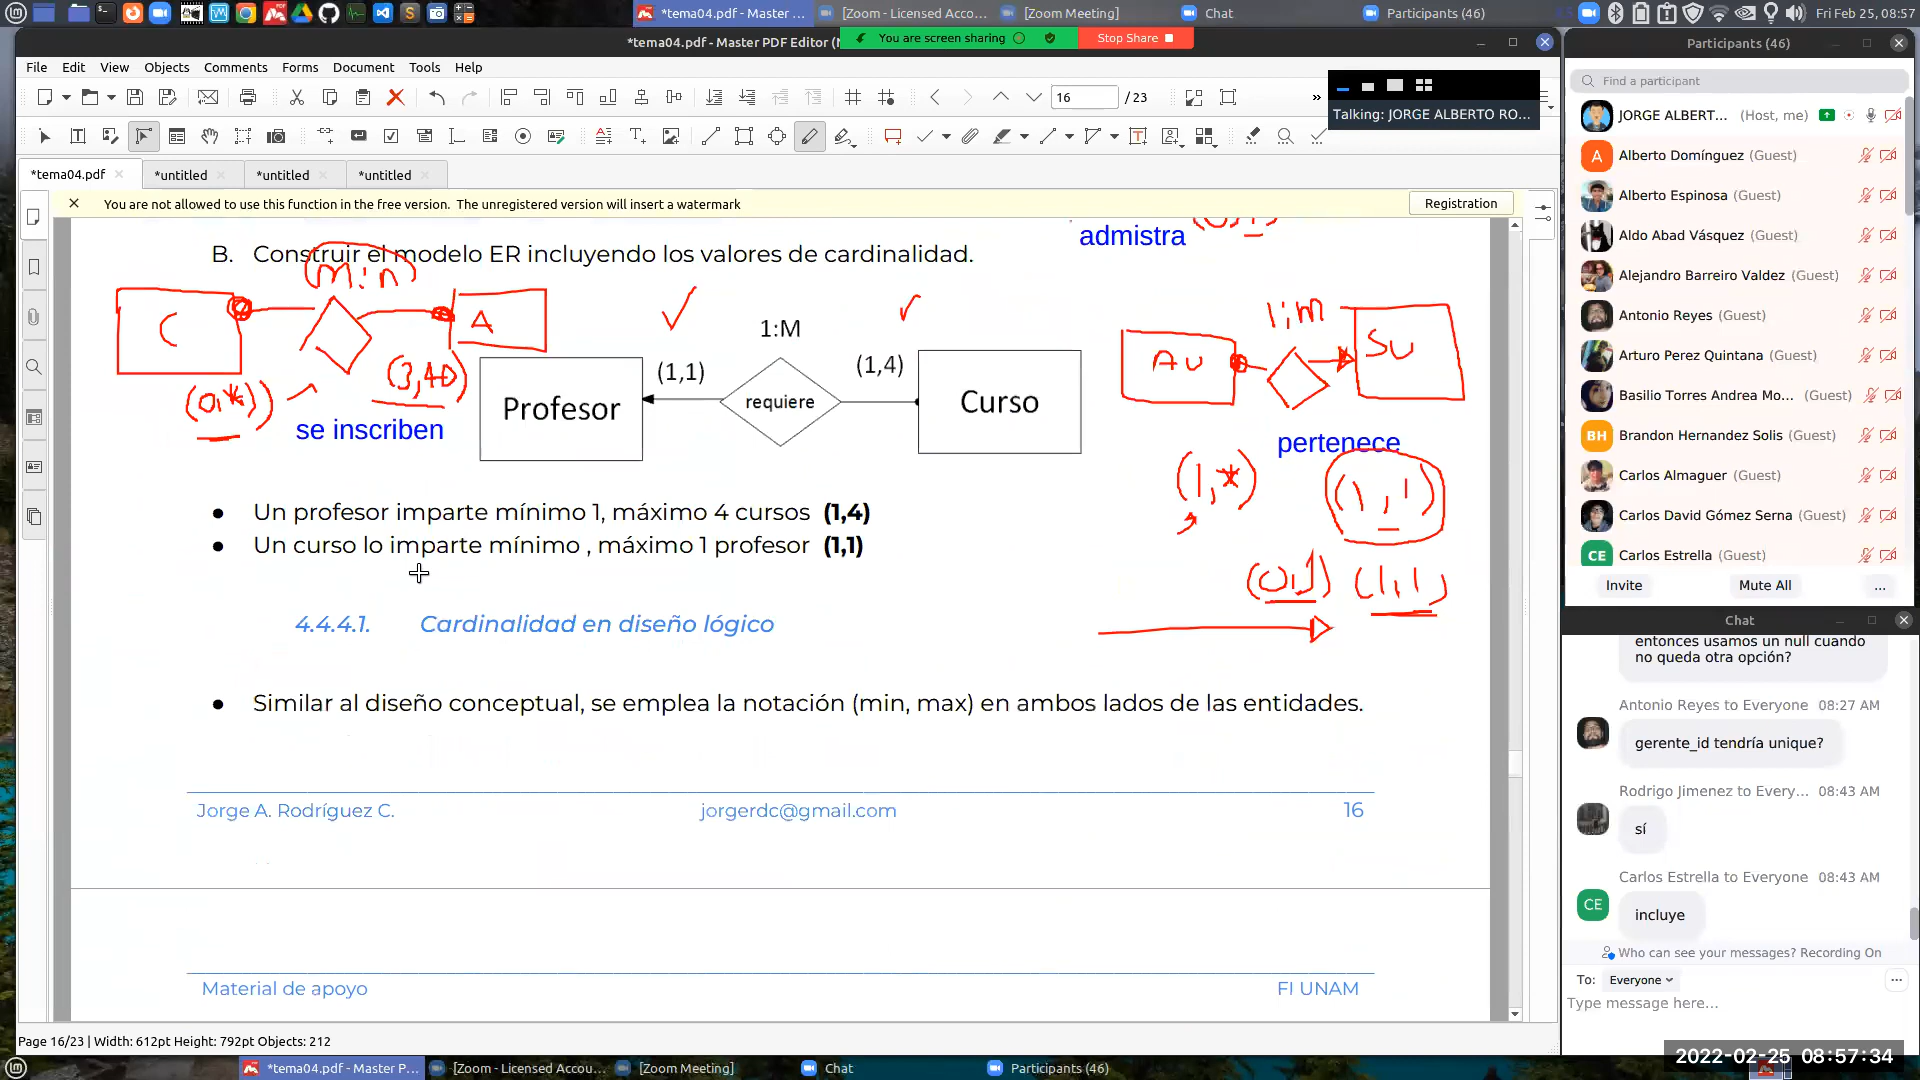 *tema04.pdf - Master ...
[Zoom - Licensed Acco...
[Zoom Meeting]
Chat
Participants (46)
Fri Feb 25, 08:57
*tema04.pdf - Master PDF Editor (
You are screen sharing
Stop Share
File Edit View Objects Comments Forms Document Tools Help
16 / 23
»
Talking: JORGE ALBERTO RO...
*tema04.pdf
*untitled
*untitled
*untitled
You are not allowed to use this function in the free version. The unregistered version will insert a watermark
Registration
admistra
B. Construir el modelo ER incluyendo los valores de cardinalidad.
(m:n)
C
A
(0,*)
(3,40)
se inscriben
1:M
(1,1)
(1,4)
Profesor
requiere
Curso
1:M
AU
SU
pertenece
(1,*)
(1,1)
(0,1) (1,1)
● Un profesor imparte mínimo 1, máximo 4 cursos (1,4)
● Un curso lo imparte mínimo , máximo 1 profesor (1,1)
4.4.4.1. Cardinalidad en diseño lógico
● Similar al diseño conceptual, se emplea la notación (min, max) en ambos lados de las entidades.
Jorge A. Rodríguez C. jorgerdc@gmail.com 16
Material de apoyo FI UNAM
Page 16/23 | Width: 612pt Height: 792pt Objects: 212
Participants (46)
Find a participant
JORGE ALBERT... (Host, me)
A Alberto Domínguez (Guest)
Alberto Espinosa (Guest)
Aldo Abad Vásquez (Guest)
Alejandro Barreiro Valdez (Guest)
Antonio Reyes (Guest)
Arturo Perez Quintana (Guest)
Basilio Torres Andrea Mo... (Guest)
BH Brandon Hernandez Solis (Guest)
Carlos Almaguer (Guest)
Carlos David Gómez Serna (Guest)
CE Carlos Estrella (Guest)
Invite Mute All ...
Chat
entonces usamos un null cuando
no queda otra opción?
Antonio Reyes to Everyone 08:27 AM
gerente_id tendría unique?
Rodrigo Jimenez to Every... 08:43 AM
sí
Carlos Estrella to Everyone 08:43 AM
CE incluye
Who can see your messages? Recording On
To: Everyone ...
Type message here...
2022-02-25 08:57:34
*tema04.pdf - Master P...
[Zoom - Licensed Accou...
[Zoom Meeting]
Chat
Participants (46)